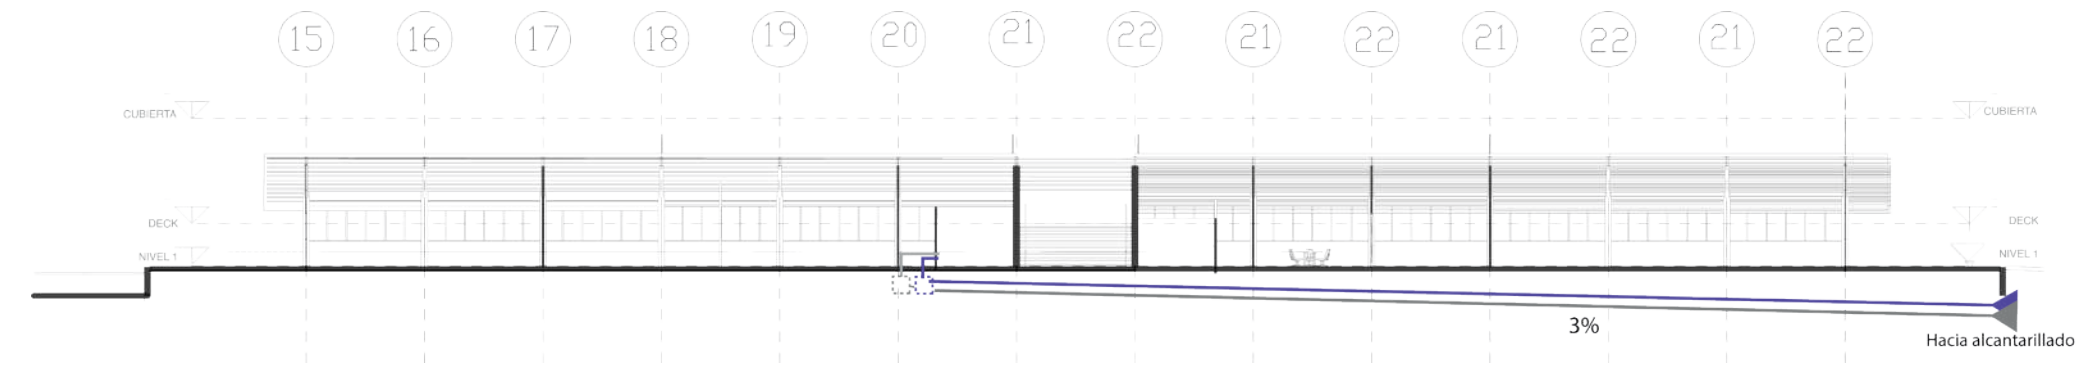 15 16 17 18 19 20 21 22 21 22 21 22 21 22
CUBIERTA CUBIERTA
DECK DECK
NIVEL 1 NIVEL 1
3%
Hacia alcantarillado